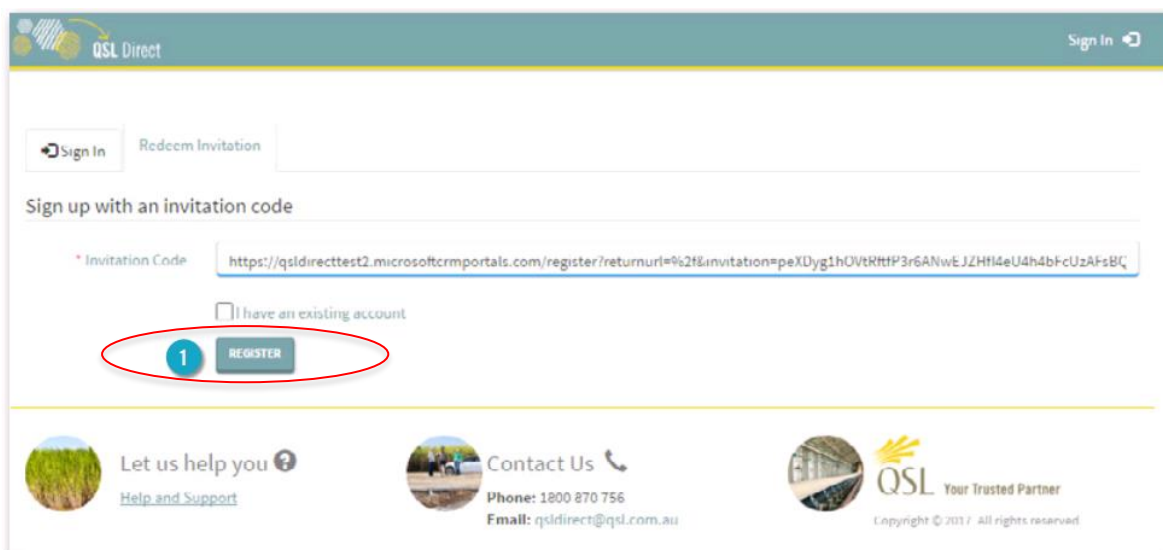 QSL Direct
Sign In
Sign In
Redeem Invitation
Sign up with an invitation code
* Invitation Code
https://qsldirecttest2.microsoftcrmportals.com/register?returnurl=%2f&invitation=
I have an existing account
1
REGISTER
Let us help you
Help and Support
Contact Us
Phone: 1800 870 756
Email: qsldirect@qsl.com.au
QSL Your Trusted Partner
Copyright © 2017 All rights reserved